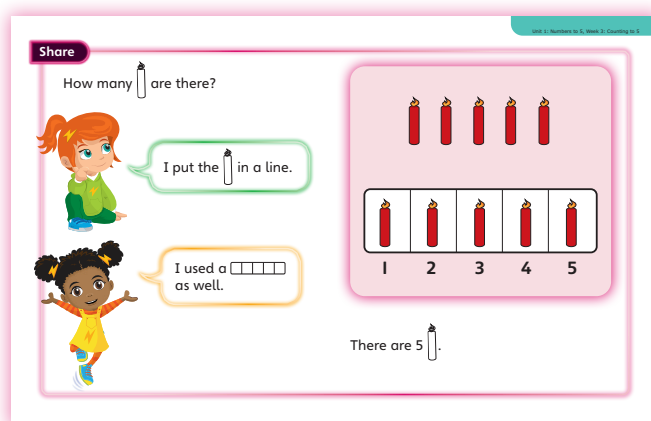 Unit 1: Numbers to 5, Week 2: Counting to 5
Share
How many are there?
I put the in a line.
I used a
as well.
1 2 3 4 5
There are 5 .